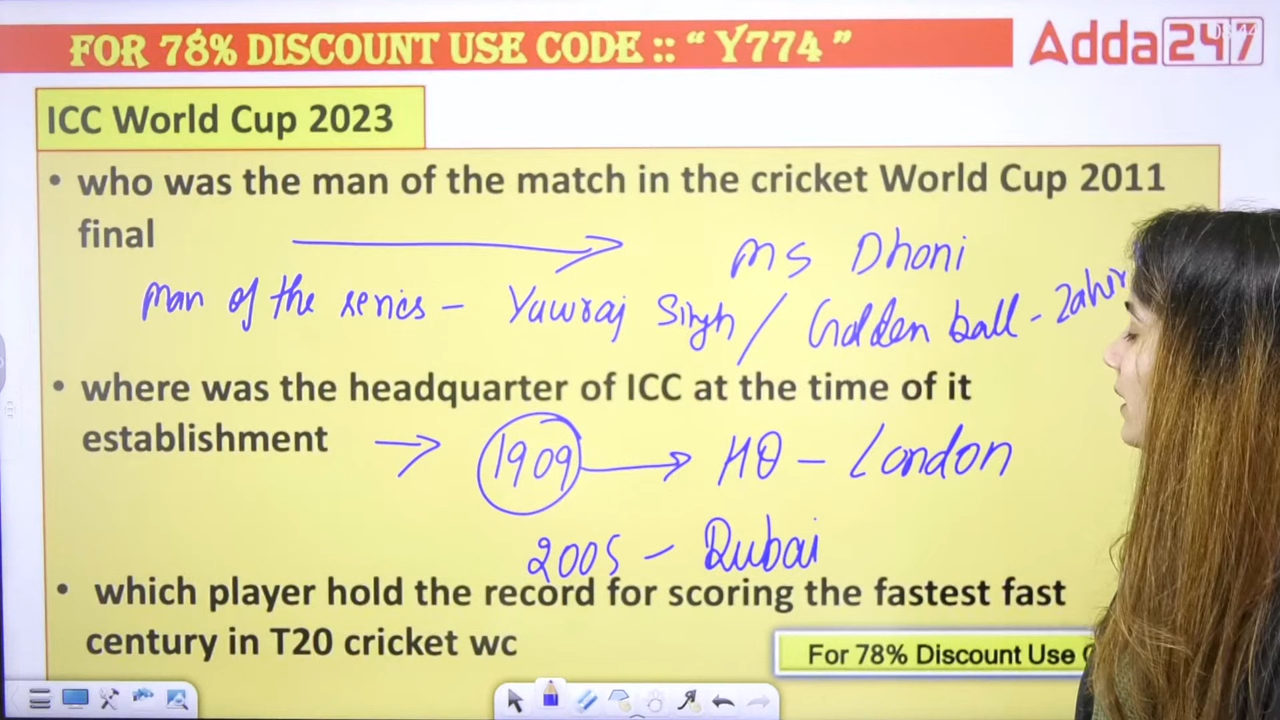 FOR 78% DISCOUNT USE CODE :: “ Y774 ”
Adda247
ICC World Cup 2023
• who was the man of the match in the cricket World Cup 2011
final
MS Dhoni
Man of the series - Yuwraj Singh / Golden ball - Zahir
• where was the headquarter of ICC at the time of it
establishment
→ 1909 → HQ - London
2005 - Dubai
• which player hold the record for scoring the fastest fast
century in T20 cricket wc
For 78% Discount Use